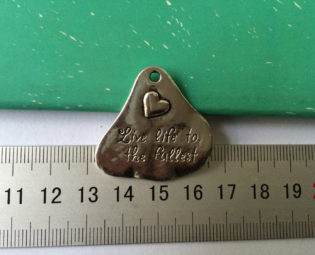 Live life to
the fullest
11 12 13 14 15 16 17 18 19